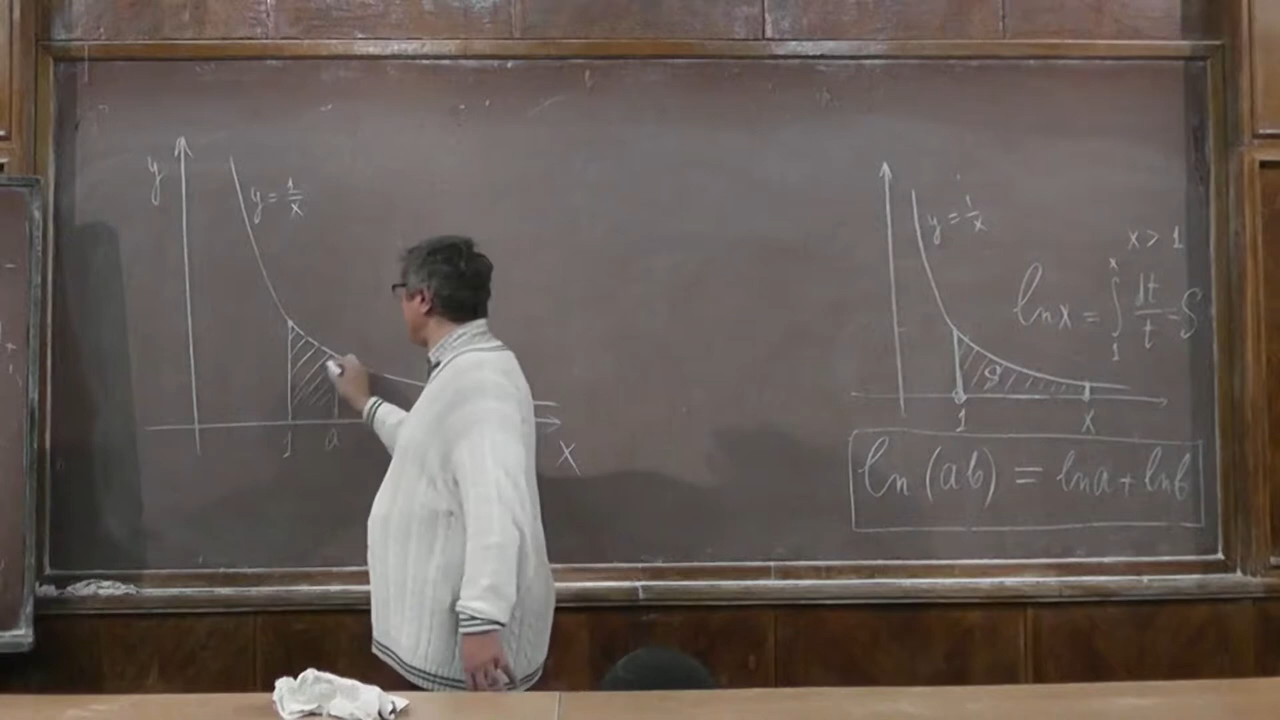 y
y = 1/x
1 a
x
y = 1/x
x > 1
ln x = ∫₁ˣ dt/t = S
S
1 x
ln (ab) = ln a + ln b